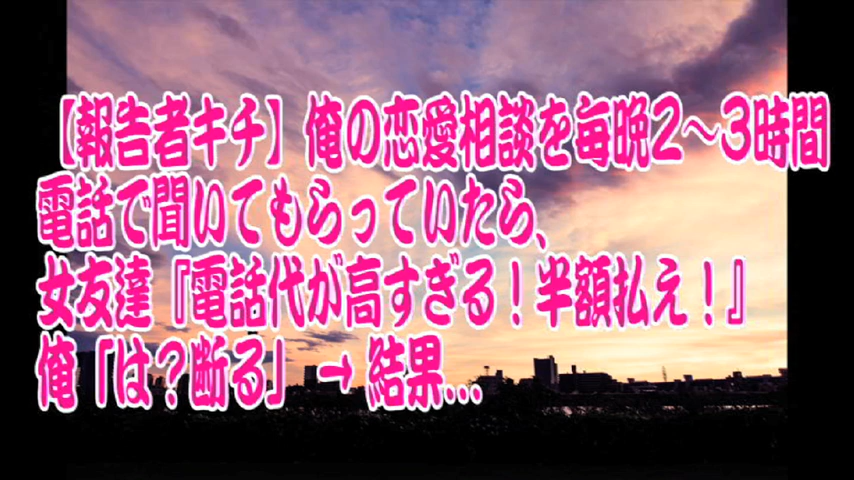 【報告者キチ】俺の恋愛相談を毎晩2～3時間
電話で聞いてもらっていたら、
女友達『電話代が高すぎる！半額払え！』
俺「は？断る」→結果…